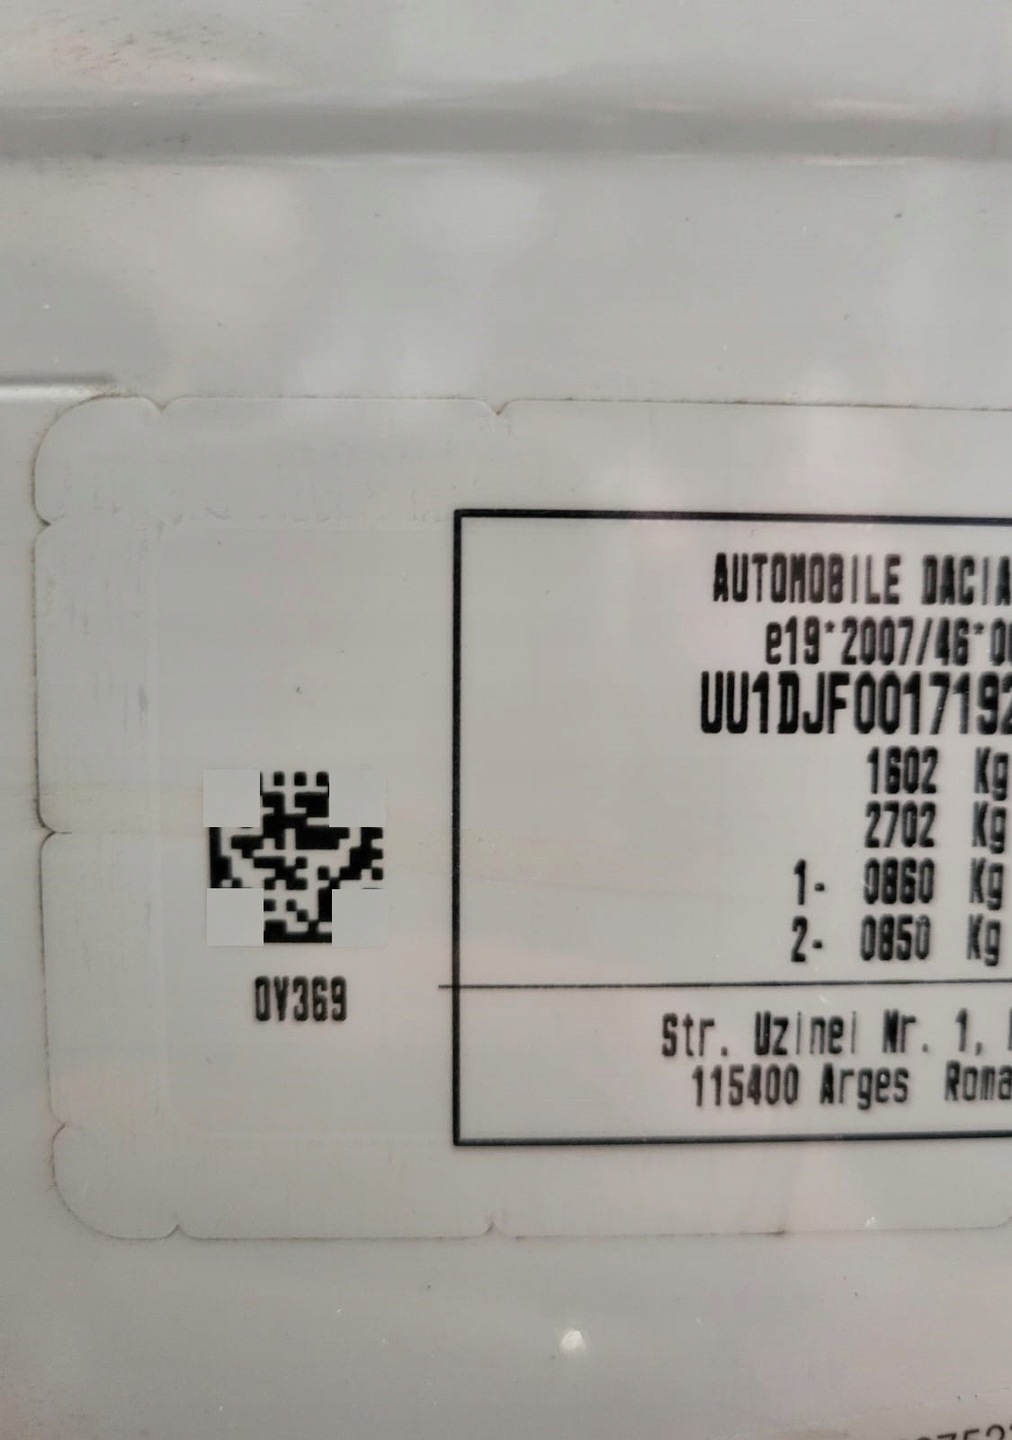 AUTOMOBILE DACIA
e19*2007/46*00
UU1DJF0017192
1602 Kg
2702 Kg
1- 0860 Kg
2- 0850 Kg
0V369
Str. Uzinei Nr. 1,
115400 Arges Roma